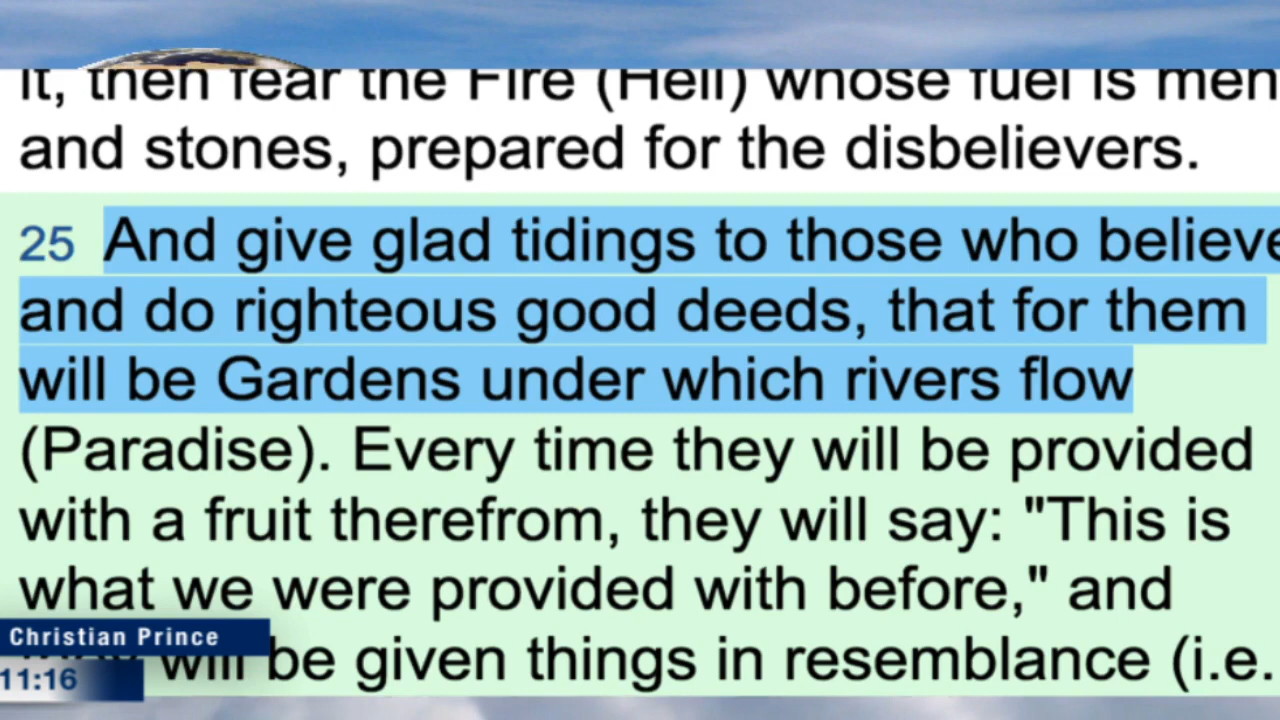 it, then fear the Fire (Hell) whose fuel is men
and stones, prepared for the disbelievers.
25 And give glad tidings to those who believe
and do righteous good deeds, that for them
will be Gardens under which rivers flow
(Paradise). Every time they will be provided
with a fruit therefrom, they will say: "This is
what we were provided with before," and
will be given things in resemblance (i.e.
Christian Prince
11:16